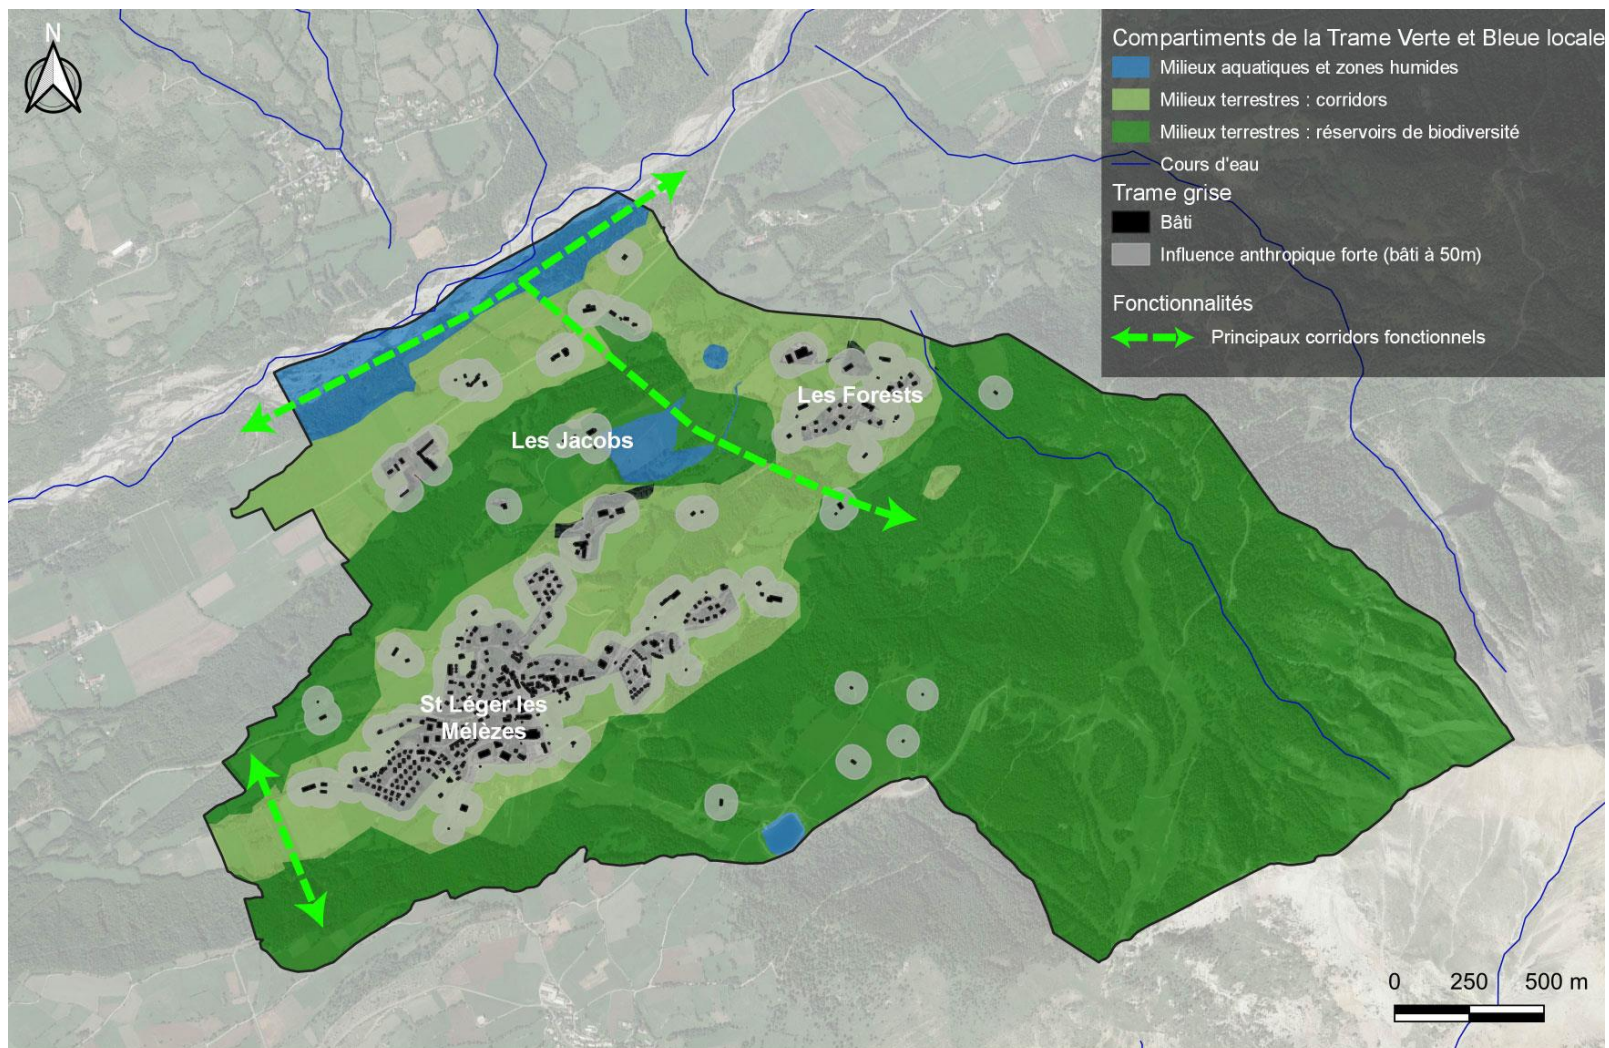 N
Compartiments de la Trame Verte et Bleue locale
Milieux aquatiques et zones humides
Milieux terrestres : corridors
Milieux terrestres : réservoirs de biodiversité
Cours d'eau
Trame grise
Bâti
Influence anthropique forte (bâti à 50m)
Fonctionnalités
Principaux corridors fonctionnels
Les Forests
Les Jacobs
St Léger les
Mélèzes
0 250 500 m